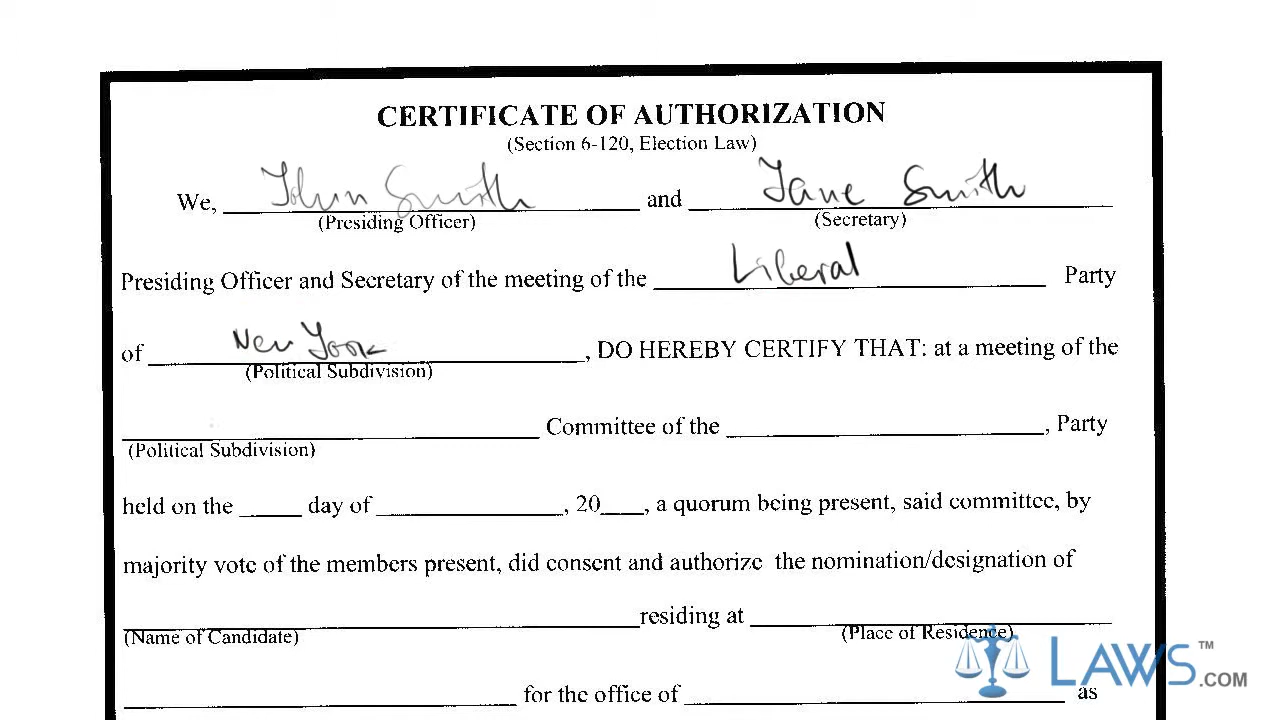 CERTIFICATE OF AUTHORIZATION
(Section 6-120, Election Law)
We, John Smith and Jane Smith
(Presiding Officer) (Secretary)
Presiding Officer and Secretary of the meeting of the Liberal Party
of New York, DO HEREBY CERTIFY THAT: at a meeting of the
(Political Subdivision)
Committee of the , Party
(Political Subdivision)
held on the day of , 20 , a quorum being present, said committee, by
majority vote of the members present, did consent and authorize the nomination/designation of
residing at
(Name of Candidate) (Place of Residence)
for the office of as
LAWS™.COM